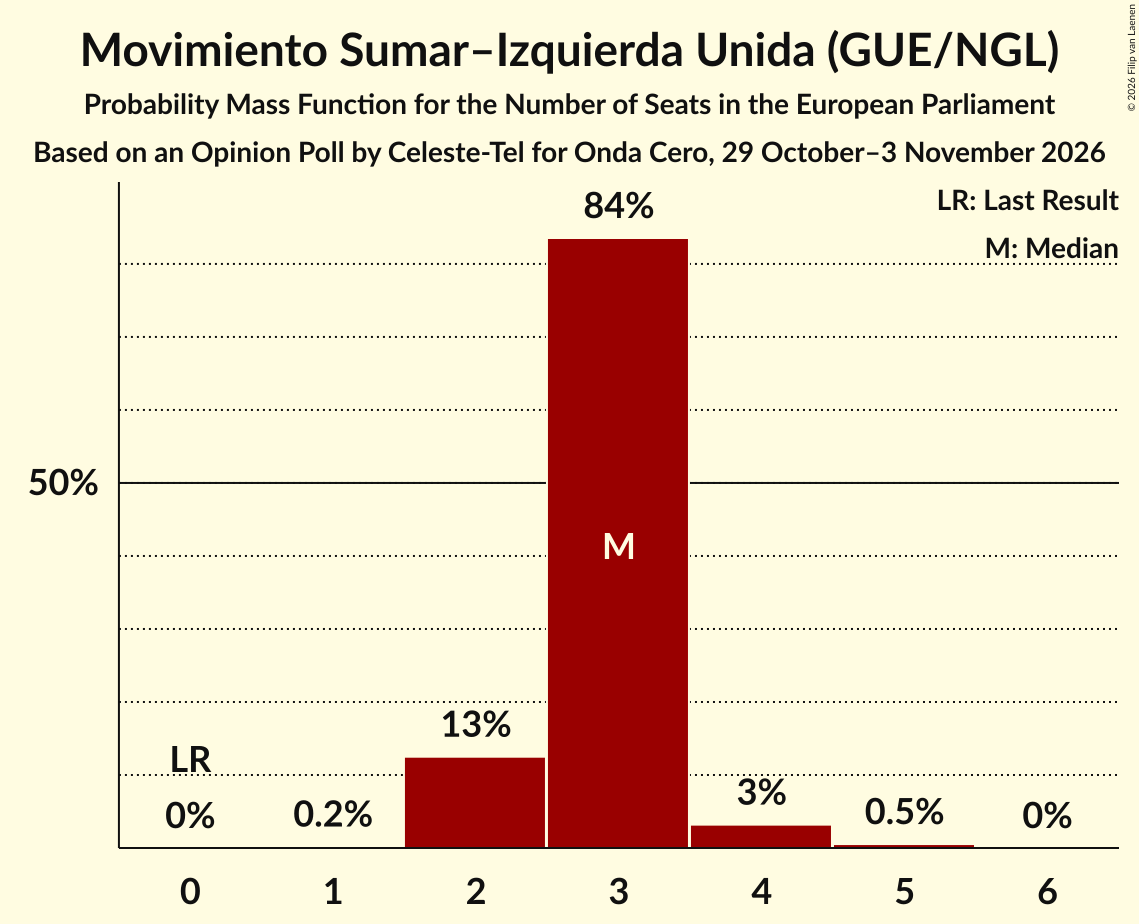 Movimiento Sumar–Izquierda Unida (GUE/NGL)
Probability Mass Function for the Number of Seats in the European Parliament
Based on an Opinion Poll by Celeste-Tel for Onda Cero, 29 October–3 November 2026
© 2026 Filip van Laenen
LR: Last Result
M: Median
84%
50%
M
13%
LR
0%
0.2%
3%
0.5%
0%
0 1 2 3 4 5 6